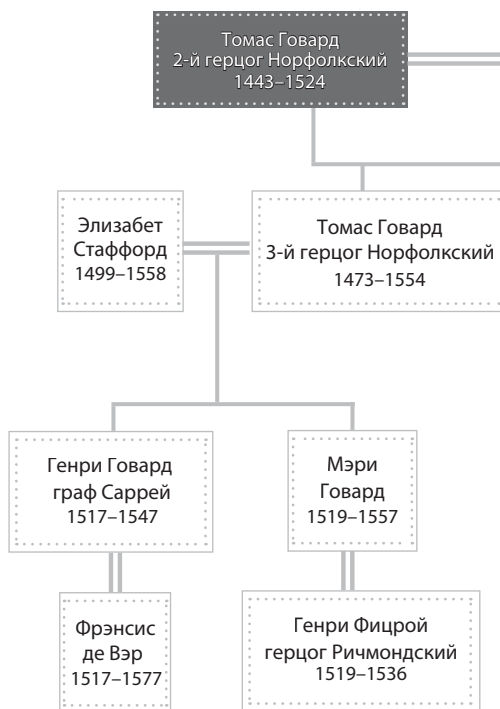 Томас Говард
2-й герцог Норфолкский
1443–1524
Элизабет
Стаффорд
1499–1558
Томас Говард
3-й герцог Норфолкский
1473–1554
Генри Говард
граф Саррей
1517–1547
Мэри
Говард
1519–1557
Фрэнсис
де Вэр
1517–1577
Генри Фицрой
герцог Ричмондский
1519–1536